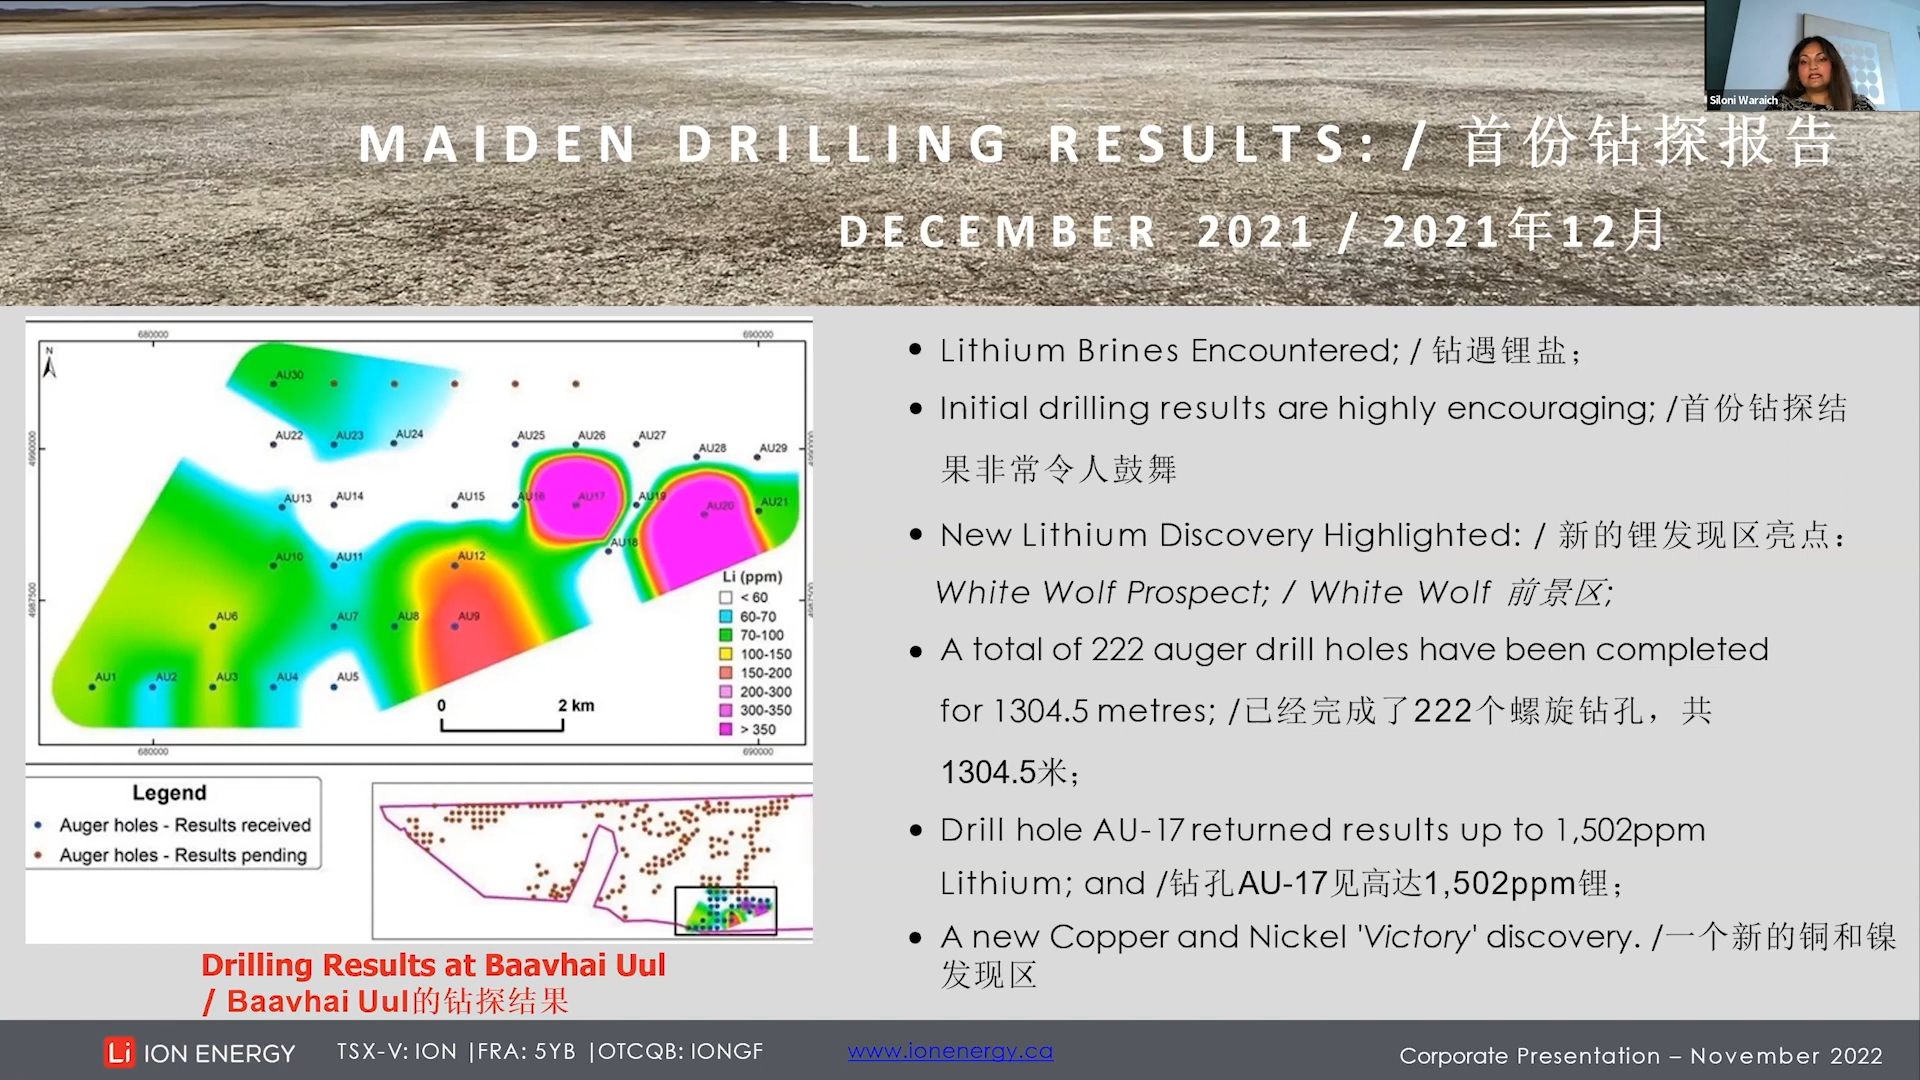 Siloni Waraich
MAIDEN DRILLING RESULTS: / 首份钻探报告
DECEMBER 2021 / 2021年12月
680000
690000
N
AU30
AU22
AU23
AU24
AU25
AU26
AU27
AU28
AU29
4990000
AU13
AU14
AU15
AU16
AU17
AU19
AU20
AU21
AU18
AU10
AU11
AU12
4987500
AU6
AU7
AU8
AU9
AU1
AU2
AU3
AU4
AU5
0
2 km
Li (ppm)
< 60
60-70
70-100
100-150
150-200
200-300
300-350
> 350
680000
690000
Legend
Auger holes - Results received
Auger holes - Results pending
Drilling Results at Baavhai Uul
/ Baavhai Uul的钻探结果
• Lithium Brines Encountered; / 钻遇锂盐；
• Initial drilling results are highly encouraging; /首份钻探结
果非常令人鼓舞
• New Lithium Discovery Highlighted: / 新的锂发现区亮点：
White Wolf Prospect; / White Wolf 前景区;
• A total of 222 auger drill holes have been completed
for 1304.5 metres; /已经完成了222个螺旋钻孔，共
1304.5米；
• Drill hole AU-17 returned results up to 1,502ppm
Lithium; and /钻孔AU-17见高达1,502ppm锂；
• A new Copper and Nickel 'Victory' discovery. /一个新的铜和镍
发现区
Li ION ENERGY
TSX-V: ION |FRA: 5YB |OTCQB: IONGF
www.ionenergy.ca
Corporate Presentation – November 2022